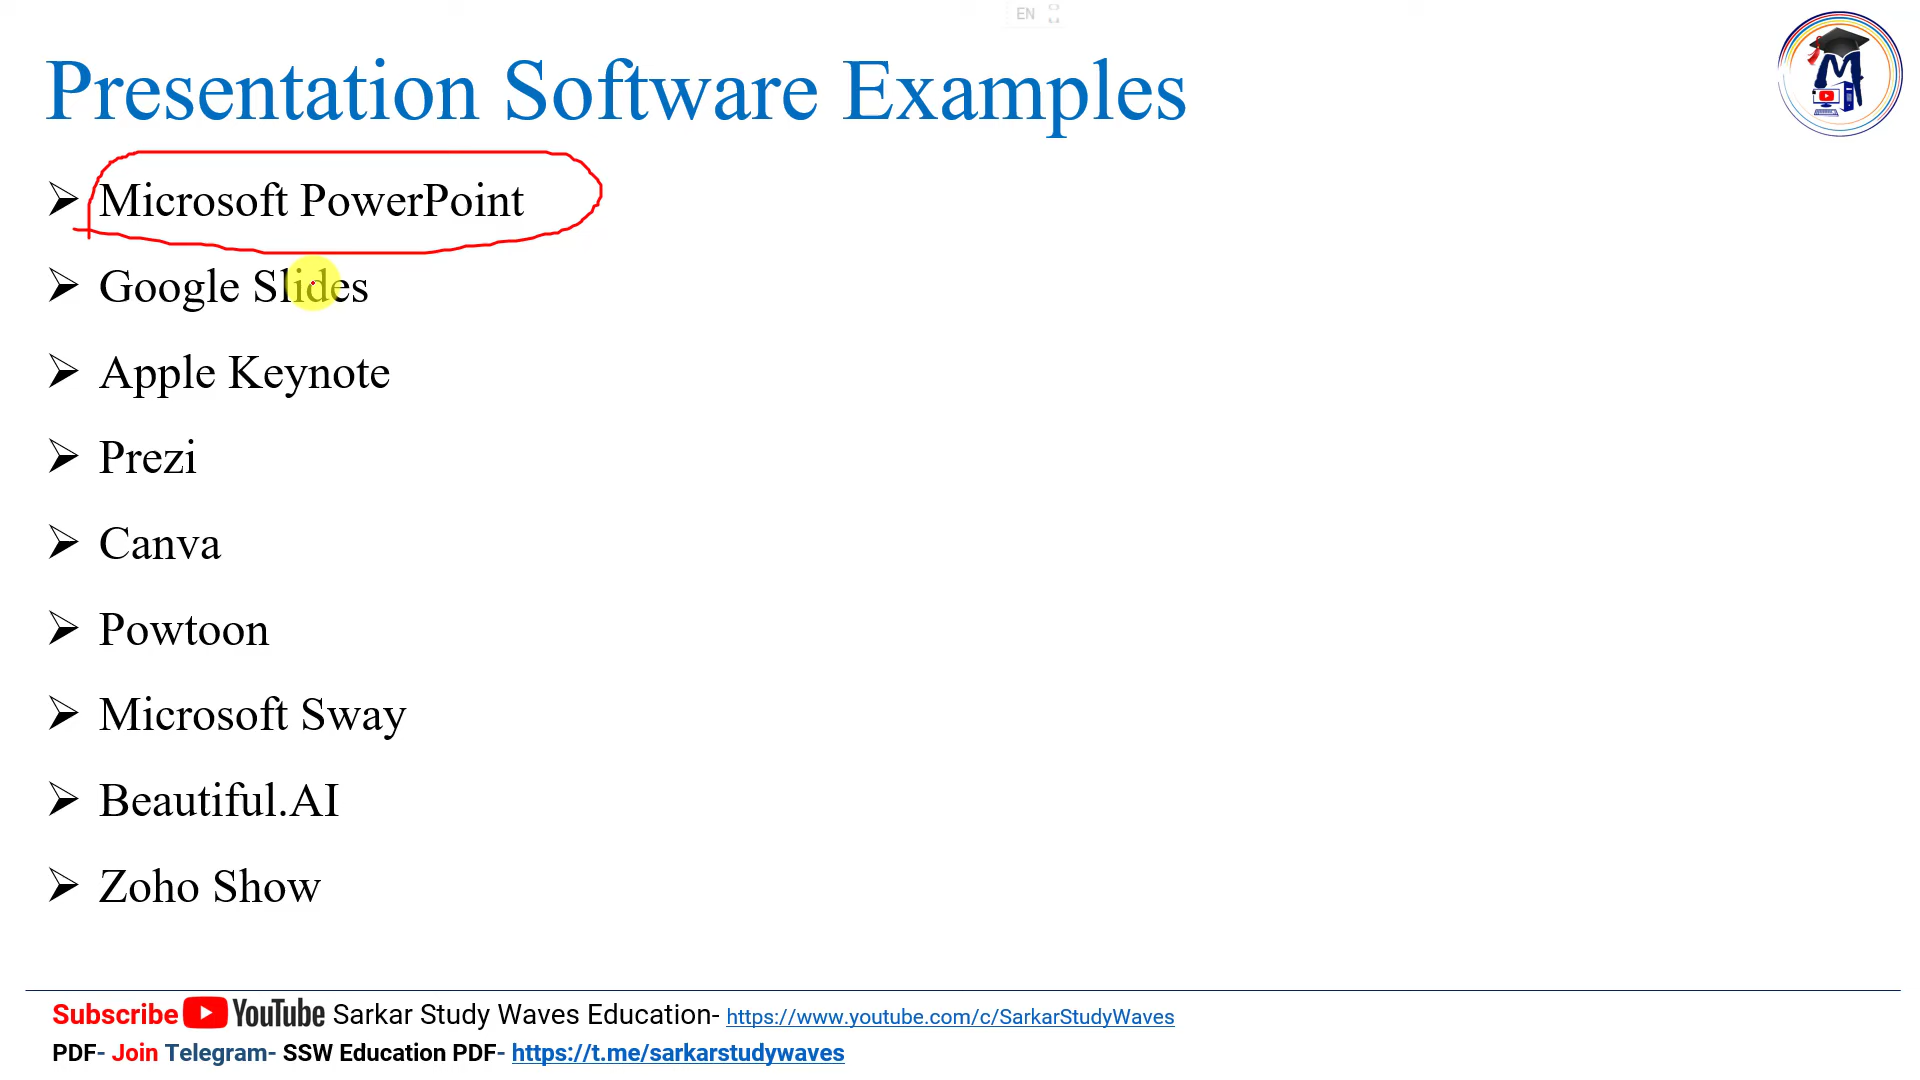 EN
Presentation Software Examples
➢ Microsoft PowerPoint
➢ Google Slides
➢ Apple Keynote
➢ Prezi
➢ Canva
➢ Powtoon
➢ Microsoft Sway
➢ Beautiful.AI
➢ Zoho Show
Subscribe YouTube Sarkar Study Waves Education- https://www.youtube.com/c/SarkarStudyWaves
PDF- Join Telegram- SSW Education PDF- https://t.me/sarkarstudywaves